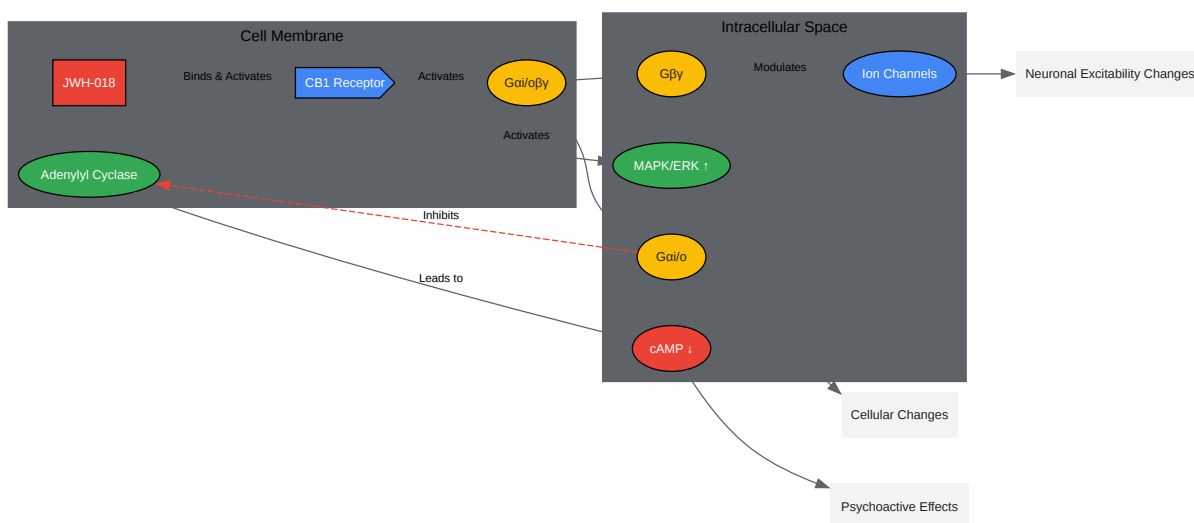 Cell Membrane
JWH-018
Binds & Activates
CB1 Receptor
Activates
Gαi/oβγ
Activates
Adenylyl Cyclase
Intracellular Space
Gβγ
Modulates
Ion Channels
MAPK/ERK ↑
Gαi/o
cAMP ↓
Inhibits
Leads to
Neuronal Excitability Changes
Cellular Changes
Psychoactive Effects